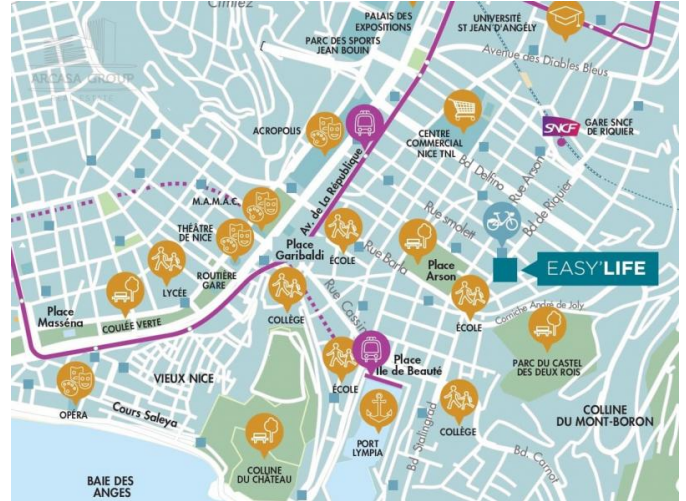 Cimiez
PALAIS DES
EXPOSITIONS
PARC DES SPORTS
JEAN BOUIN
UNIVERSITÉ
ST JEAN D'ANGÉLY
Avenue des Diables Bleus
ARCASA GROUP
ACROPOLIS
CENTRE
COMMERCIAL
NICE TNL
SNCF
GARE SNCF
DE RIQUIER
Bd. Delfino
Rue Arson
Bd. de Riquier
Av. de La République
M.A.M.A.C.
THÉÂTRE
DE NICE
Rue smolett
Place
Garibaldi
ÉCOLE
Rue Barla
Place
Arson
EASY'LIFE
LYCÉE
ROUTIÈRE
GARE
Place
Masséna
COULÉE VERTE
COLLÈGE
Rue Cassini
ÉCOLE
Corniche André de Joly
PARC DU CASTEL
DES DEUX ROIS
Place
Ile de Beauté
VIEUX NICE
ÉCOLE
OPÉRA
Cours Saleya
PORT
LYMPIA
Bd. Stalingrad
COLLÈGE
COLLINE
DU MONT-BORON
Bd. Carnot
COLLINE
DU CHÂTEAU
BAIE DES
ANGES